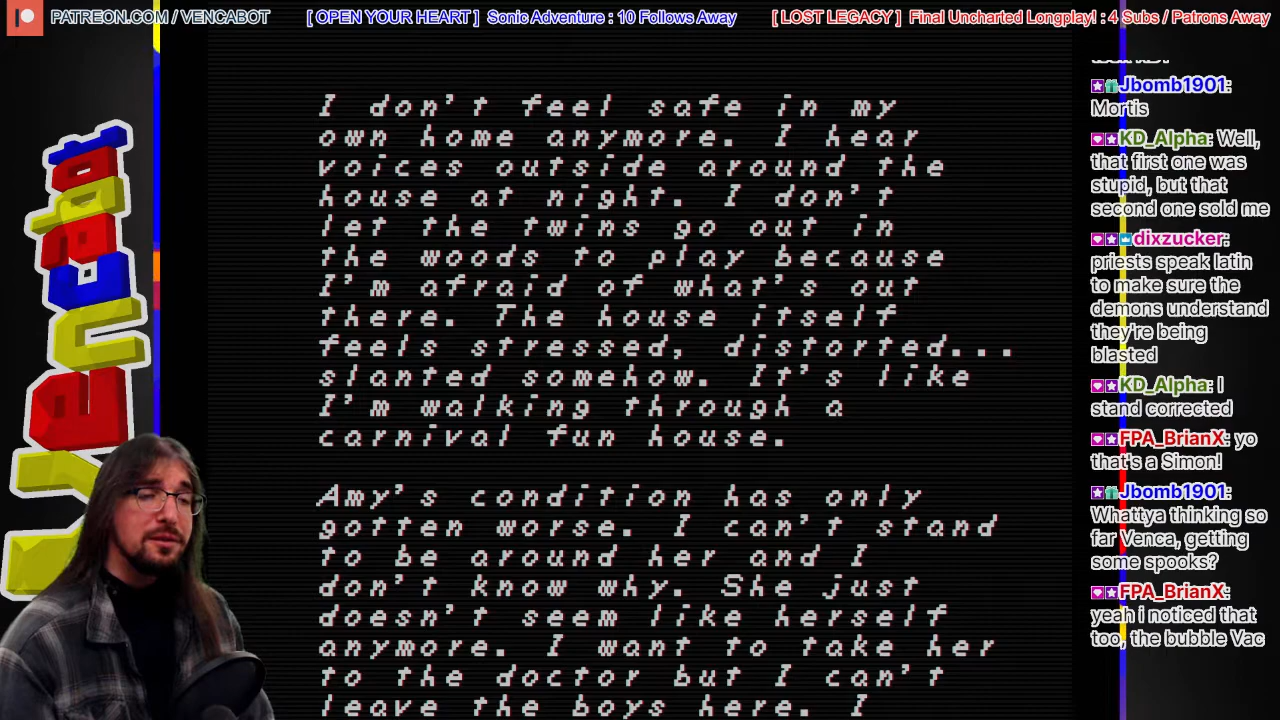 PATREON.COM / VENCABOT
[ OPEN YOUR HEART ] Sonic Adventure : 10 Follows Away
[ LOST LEGACY ] Final Uncharted Longplay! : 4 Subs / Patrons Away
Vencabot
I don't feel safe in my
own home anymore. I hear
voices outside around the
house at night. I don't
let the twins go out in
the woods to play because
I'm afraid of what's out
there. The house itself
feels stressed, distorted...
slanted somehow. It's like
I'm walking through a
carnival fun house.
Amy's condition has only
gotten worse. I can't stand
to be around her and I
don't know why. She just
doesn't seem like herself
anymore. I want to take her
to the doctor but I can't
leave the boys here. I
Jbomb1901:
Mortis
KD_Alpha: Well,
that first one was
stupid, but that
second one sold me
dixzucker:
priests speak latin
to make sure the
demons understand
they're being
blasted
KD_Alpha: I
stand corrected
FPA_BrianX: yo
that's a Simon!
Jbomb1901:
Whattya thinking so
far Venca, getting
some spooks?
FPA_BrianX:
yeah i noticed that
too, the bubble Vac